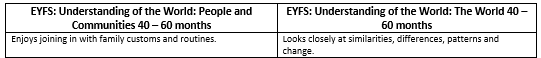 EYFS: Understanding of the World: People and
Communities 40 – 60 months
EYFS: Understanding of the World: The World 40 –
60 months
Enjoys joining in with family customs and routines.
Looks closely at similarities, differences, patterns and
change.